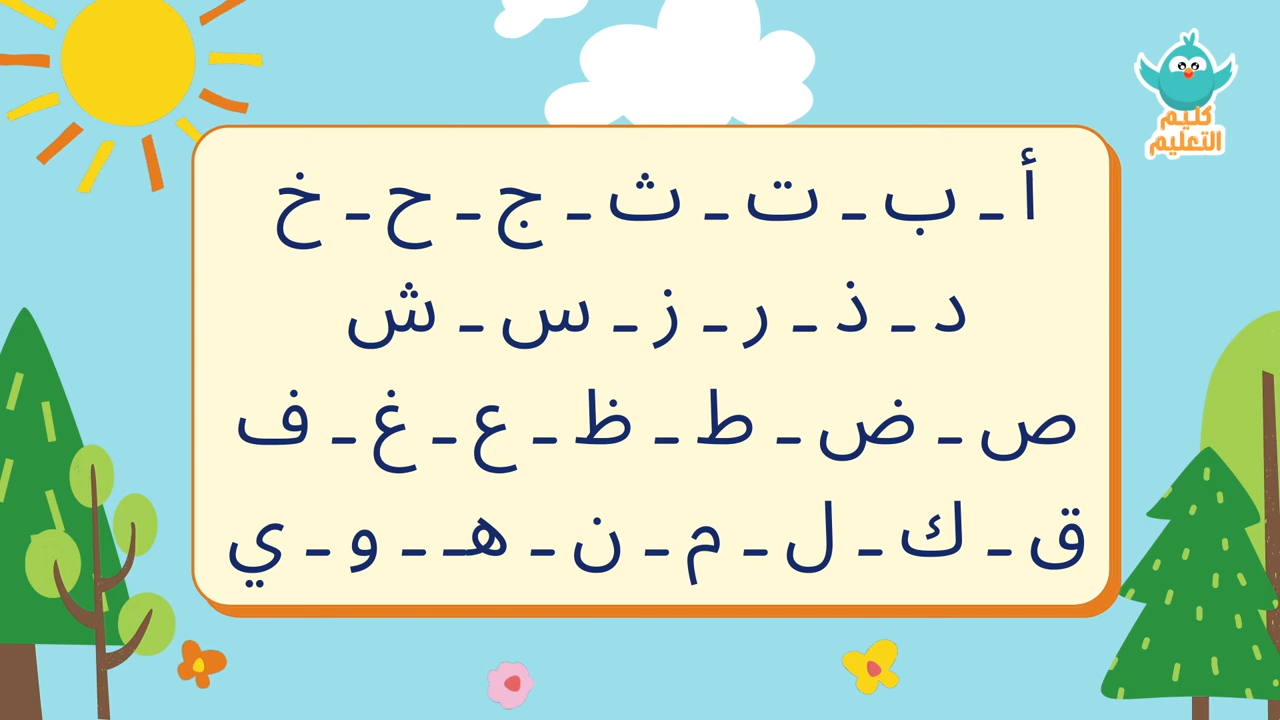 أ ـ ب ـ ت ـ ث ـ ج ـ ح ـ خ
د ـ ذ ـ ر ـ ز ـ س ـ ش
ص ـ ض ـ ط ـ ظ ـ ع ـ غ ـ ف
ق ـ ك ـ ل ـ م ـ ن ـ هـ ـ و ـ ي
كليم
التعليم